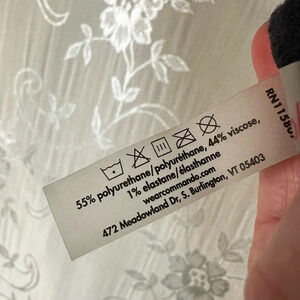 55% polyurethane/polyuréthane, 44% viscose,
1% elastane/élasthanne
wearcommando.com
472 Meadowland Dr, S. Burlington, VT 05403